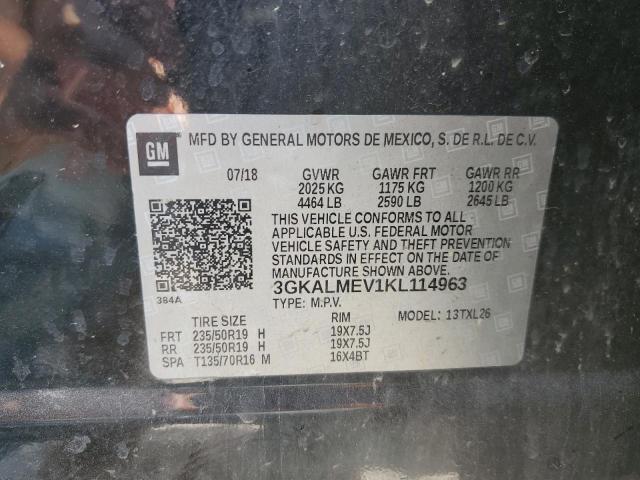 GM MFD BY GENERAL MOTORS DE MEXICO, S. DE R.L. DE C.V.
07/18 GVWR GAWR FRT GAWR RR
2025 KG 1175 KG 1200 KG
4464 LB 2590 LB 2645 LB
THIS VEHICLE CONFORMS TO ALL
APPLICABLE U.S. FEDERAL MOTOR
VEHICLE SAFETY AND THEFT PREVENTION
STANDARDS IN EFFECT ON THE DATE OF
MANUFACTURE SHOWN ABOVE.
384A 3GKALMEV1KL114963
TYPE: M.P.V. MODEL: 13TXL26
TIRE SIZE RIM
FRT 235/50R19 H 19X7.5J
RR 235/50R19 H 19X7.5J
SPA T135/70R16 M 16X4BT